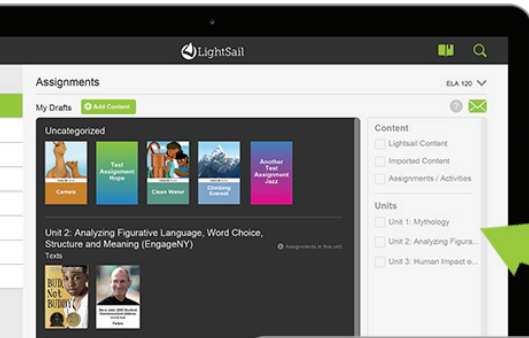 LightSail
Assignments
ELA 120
My Drafts
Add Content
?
Uncategorized
Camels
Test
Assignment
Hope
Clean Water
Climbing
Everest
Another
Test
Assignment
Jazz
Unit 2: Analyzing Figurative Language, Word Choice,
Structure and Meaning (EngageNY)
Assignments in this unit
Texts
BUD,
Not
BUDDY
Content
Lightsail Content
Imported Content
Assignments / Activities
Units
Unit 1: Mythology
Unit 2: Analyzing Figura...
Unit 3: Human Impact o...